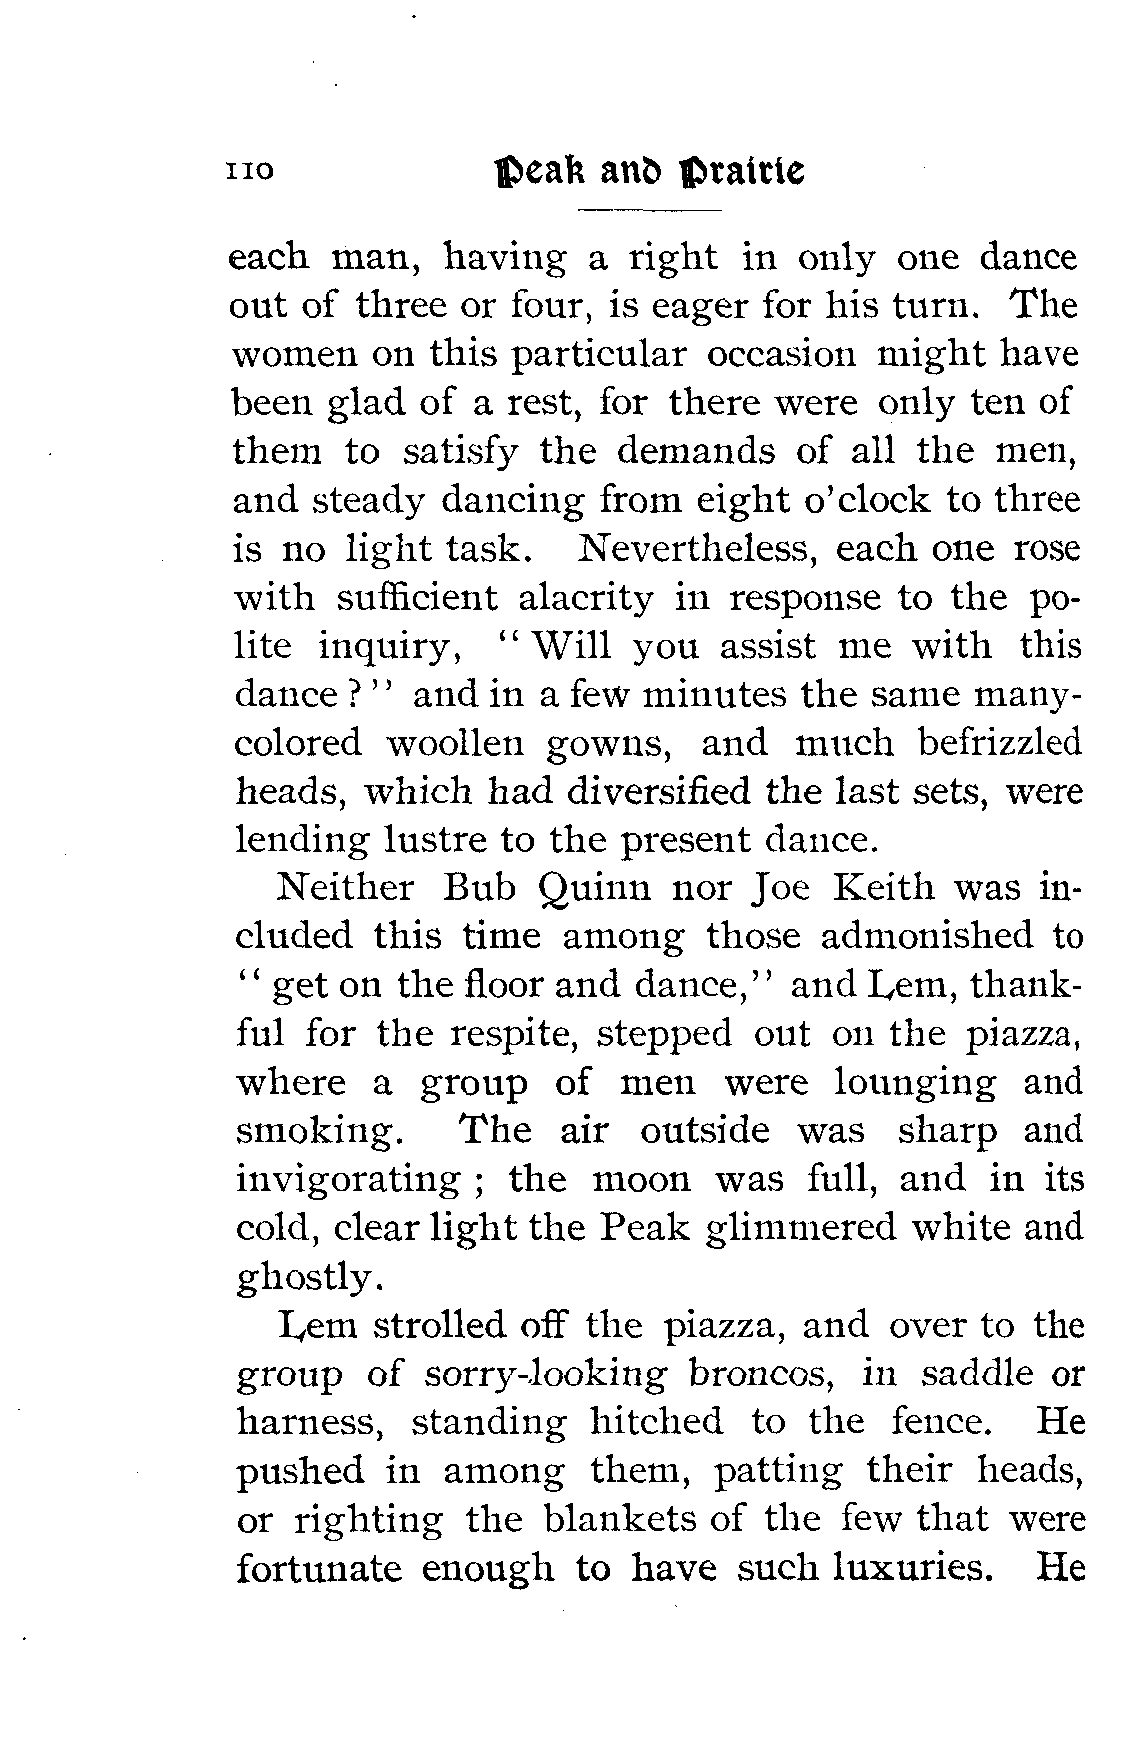 110 Peak and Prairie
each man, having a right in only one dance
out of three or four, is eager for his turn. The
women on this particular occasion might have
been glad of a rest, for there were only ten of
them to satisfy the demands of all the men,
and steady dancing from eight o'clock to three
is no light task. Nevertheless, each one rose
with sufficient alacrity in response to the po-
lite inquiry, "Will you assist me with this
dance?" and in a few minutes the same many-
colored woollen gowns, and much befrizzled
heads, which had diversified the last sets, were
lending lustre to the present dance.
Neither Bub Quinn nor Joe Keith was in-
cluded this time among those admonished to
"get on the floor and dance," and Lem, thank-
ful for the respite, stepped out on the piazza,
where a group of men were lounging and
smoking. The air outside was sharp and
invigorating; the moon was full, and in its
cold, clear light the Peak glimmered white and
ghostly.
Lem strolled off the piazza, and over to the
group of sorry-looking broncos, in saddle or
harness, standing hitched to the fence. He
pushed in among them, patting their heads,
or righting the blankets of the few that were
fortunate enough to have such luxuries. He